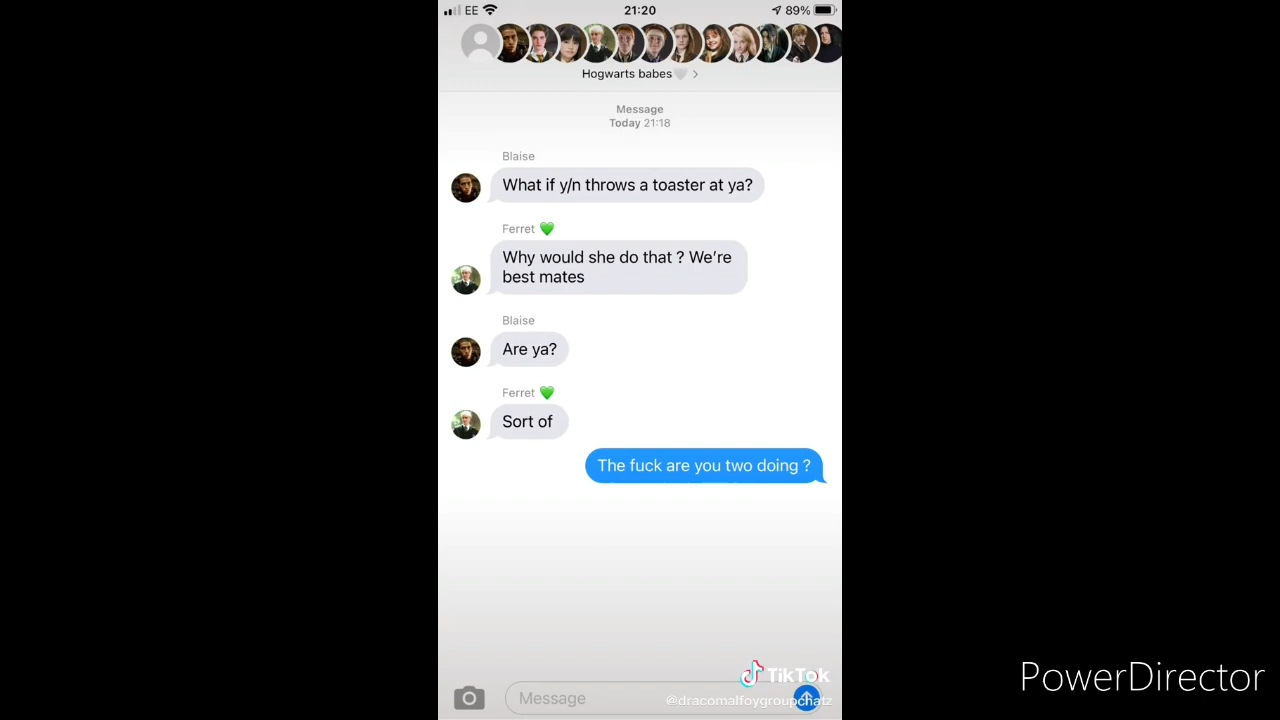 EE 21:20 89%
Hogwarts babes🤍 >
Message
Today 21:18
Blaise
What if y/n throws a toaster at ya?
Ferret 💚
Why would she do that ? We're
best mates
Blaise
Are ya?
Ferret 💚
Sort of
The fuck are you two doing ?
TikTok
Message
@dracomalfoygroupchatz
PowerDirector